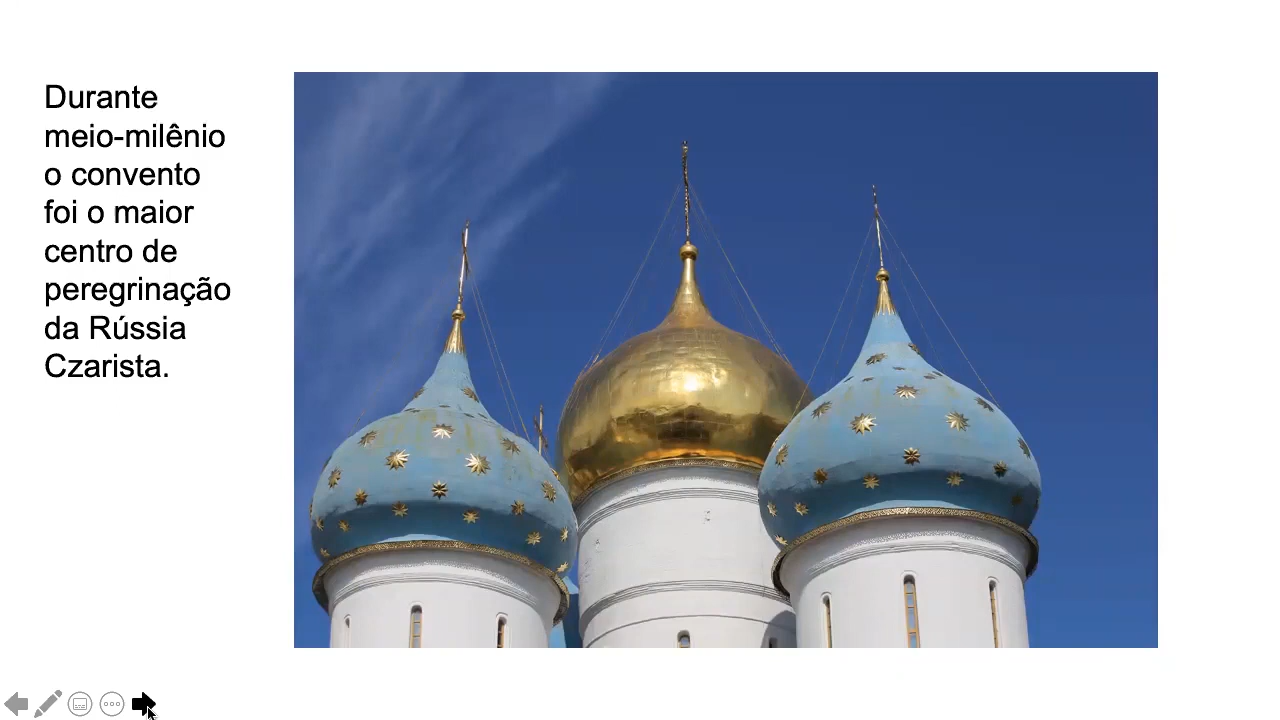 Durante
meio-milênio
o convento
foi o maior
centro de
peregrinação
da Rússia
Czarista.